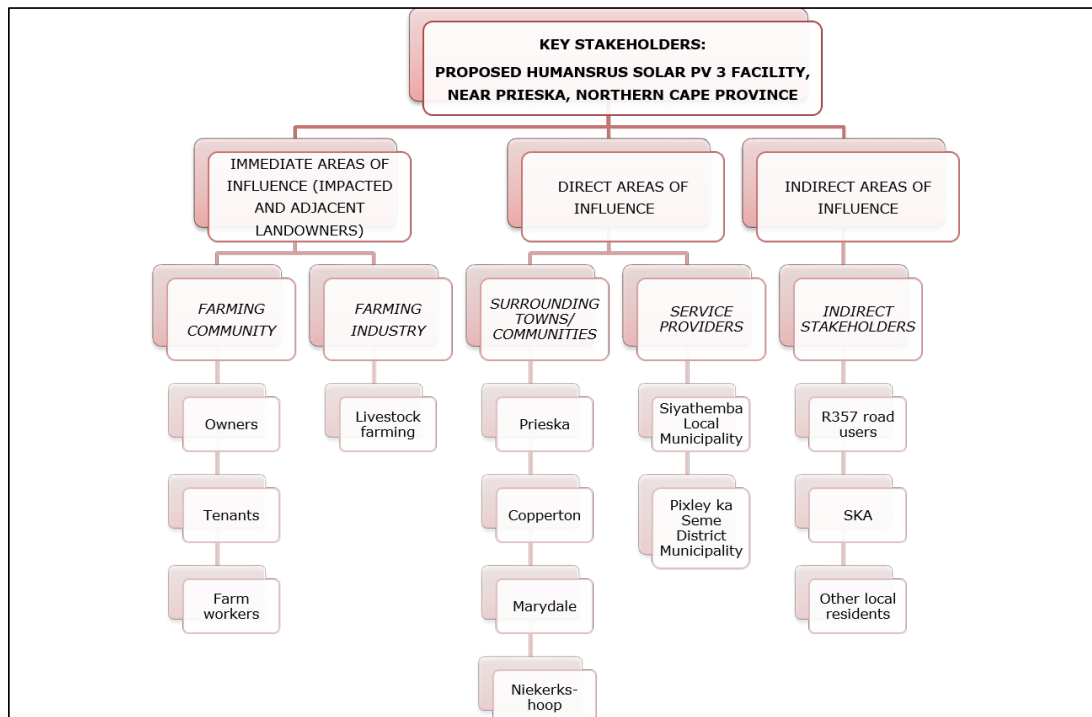 KEY STAKEHOLDERS:
PROPOSED HUMANSRUS SOLAR PV 3 FACILITY,
NEAR PRIESKA, NORTHERN CAPE PROVINCE
IMMEDIATE AREAS OF
INFLUENCE (IMPACTED
AND ADJACENT
LANDOWNERS)
DIRECT AREAS OF
INFLUENCE
INDIRECT AREAS OF
INFLUENCE
FARMING
COMMUNITY
FARMING
INDUSTRY
SURROUNDING
TOWNS/
COMMUNITIES
SERVICE
PROVIDERS
INDIRECT
STAKEHOLDERS
Owners
Livestock
farming
Prieska
Siyathemba
Local
Municipality
R357 road
users
Tenants
Copperton
Pixley ka
Seme
District
Municipality
SKA
Farm
workers
Marydale
Other local
residents
Niekerks-
hoop